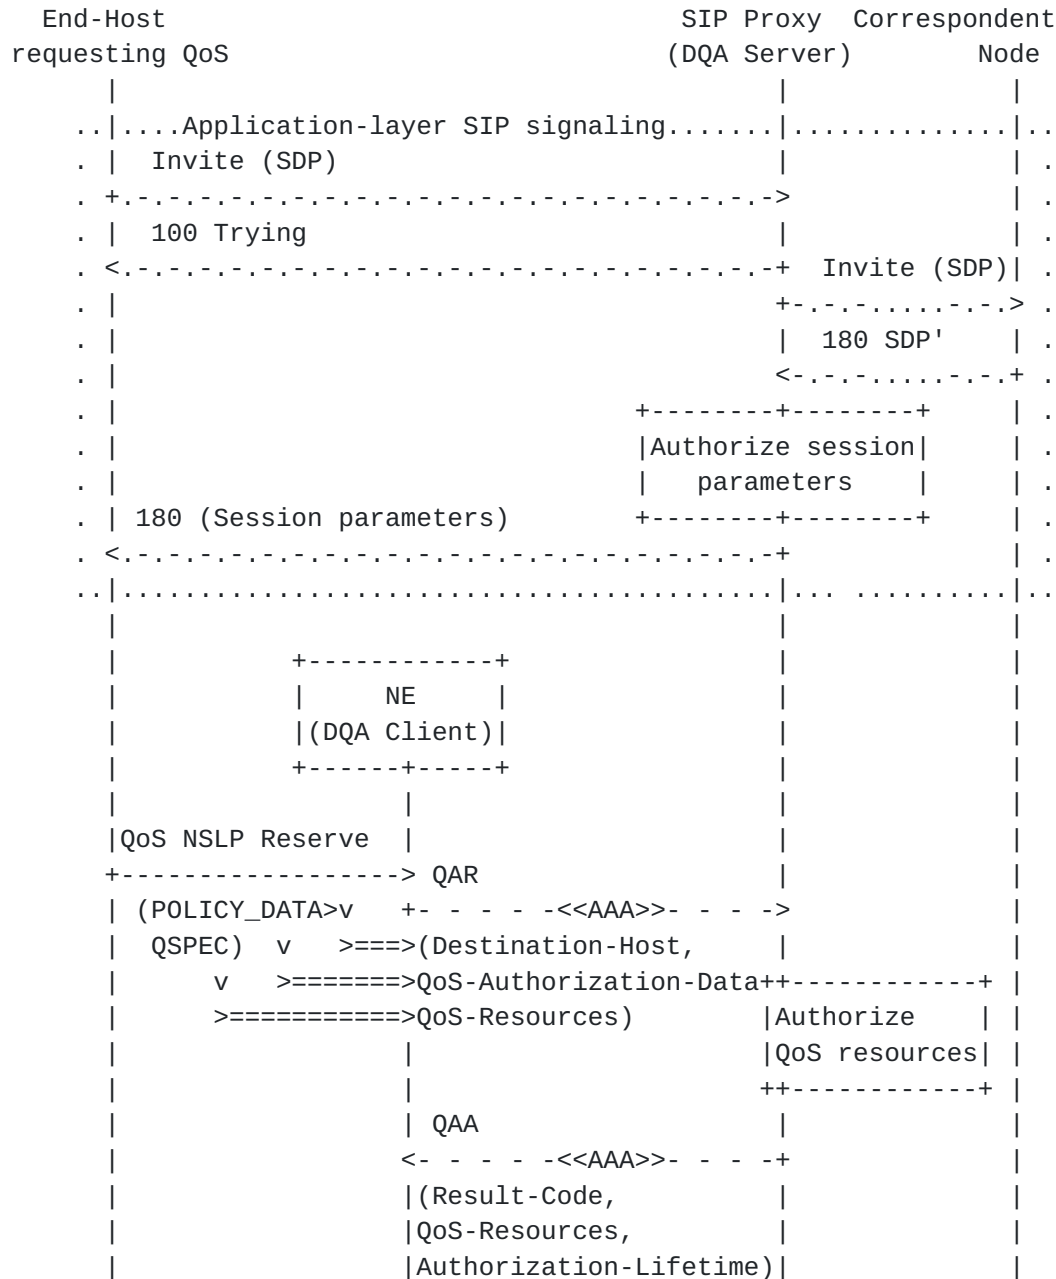 End-Host                                 SIP Proxy  Correspondent
requesting QoS                            (DQA Server)        Node
      |                                          |              |
    ..|....Application-layer SIP signaling.......|..............|..
    . |  Invite (SDP)                            |              | .
    . +.-.-.-.-.-.-.-.-.-.-.-.-.-.-.-.-.-.-.-.-.->              | .
    . |  100 Trying                              |              | .
    . <.-.-.-.-.-.-.-.-.-.-.-.-.-.-.-.-.-.-.-.-.-+  Invite (SDP)| .
    . |                                          +-.-.-.....-.-.> .
    . |                                          |  180 SDP'    | .
    . |                                          <-.-.-.....-.-.+ .
    . |                                 +--------+--------+     | .
    . |                                 |Authorize session|     | .
    . |                                 |   parameters    |     | .
    . | 180 (Session parameters)        +--------+--------+     | .
    . <.-.-.-.-.-.-.-.-.-.-.-.-.-.-.-.-.-.-.-.-.-+              | .
    ..|..........................................|... ..........|..
      |                                          |              |
      |           +------------+                 |              |
      |           |     NE     |                 |              |
      |           |(DQA Client)|                 |              |
      |           +------+-----+                 |              |
      |                  |                       |              |
      |QoS NSLP Reserve  |                       |              |
      +------------------> QAR                   |              |
      | (POLICY_DATA>v   +- - - - -<<AAA>>- - - ->              |
      |  QSPEC)  v   >===>(Destination-Host,     |              |
      |      v   >=======>QoS-Authorization-Data++------------+ |
      |      >===========>QoS-Resources)        |Authorize    | |
      |                  |                      |QoS resources| |
      |                  |                      ++------------+ |
      |                  | QAA                   |              |
      |                  <- - - - -<<AAA>>- - - -+              |
      |                  |(Result-Code,          |              |
      |                  |QoS-Resources,         |              |
      |                  |Authorization-Lifetime)|              |